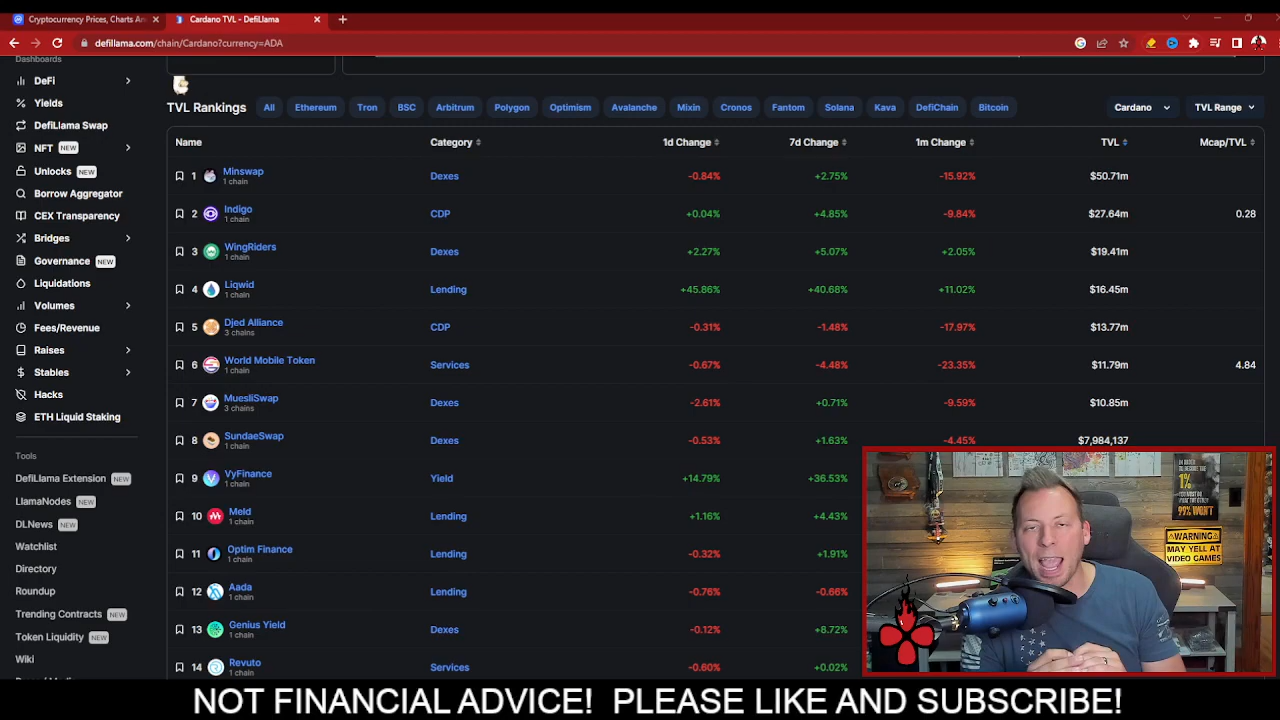 Cryptocurrency Prices, Charts An
Cardano TVL - DefiLlama
defillama.com/chain/Cardano?currency=ADA
Dashboards
DeFi
Yields
DefiLlama Swap
NFT NEW
Unlocks NEW
Borrow Aggregator
CEX Transparency
Bridges
Governance NEW
Liquidations
Volumes
Fees/Revenue
Raises
Stables
Hacks
ETH Liquid Staking
Tools
DefiLlama Extension NEW
LlamaNodes NEW
DLNews NEW
Watchlist
Directory
Roundup
Trending Contracts NEW
Token Liquidity NEW
Wiki
TVL Rankings All Ethereum Tron BSC Arbitrum Polygon Optimism Avalanche Mixin Cronos Fantom Solana Kava DefiChain Bitcoin Cardano TVL Range
Name Category 1d Change 7d Change 1m Change TVL Mcap/TVL
1 Minswap Dexes -0.84% +2.75% -15.92% $50.71m
1 chain
2 Indigo CDP +0.04% +4.85% -9.84% $27.64m 0.28
1 chain
3 WingRiders Dexes +2.27% +5.07% +2.05% $19.41m
1 chain
4 Liqwid Lending +45.86% +40.68% +11.02% $16.45m
1 chain
5 Djed Alliance CDP -0.31% -1.48% -17.97% $13.77m
3 chains
6 World Mobile Token Services -0.67% -4.48% -23.35% $11.79m 4.84
1 chain
7 MuesliSwap Dexes -2.61% +0.71% -9.59% $10.85m
3 chains
8 SundaeSwap Dexes -0.53% +1.63% -4.45% $7,984,137
1 chain
9 VyFinance Yield +14.79% +36.53%
1 chain
10 Meld Lending +1.16% +4.43%
1 chain
11 Optim Finance Lending -0.32% +1.91%
1 chain
12 Aada Lending -0.76% -0.66%
1 chain
13 Genius Yield Dexes -0.12% +8.72%
1 chain
14 Revuto Services -0.60% +0.02%
1 chain
1%
99% WON'T
WARNING
MAY YELL AT
VIDEO GAMES
NOT FINANCIAL ADVICE! PLEASE LIKE AND SUBSCRIBE!